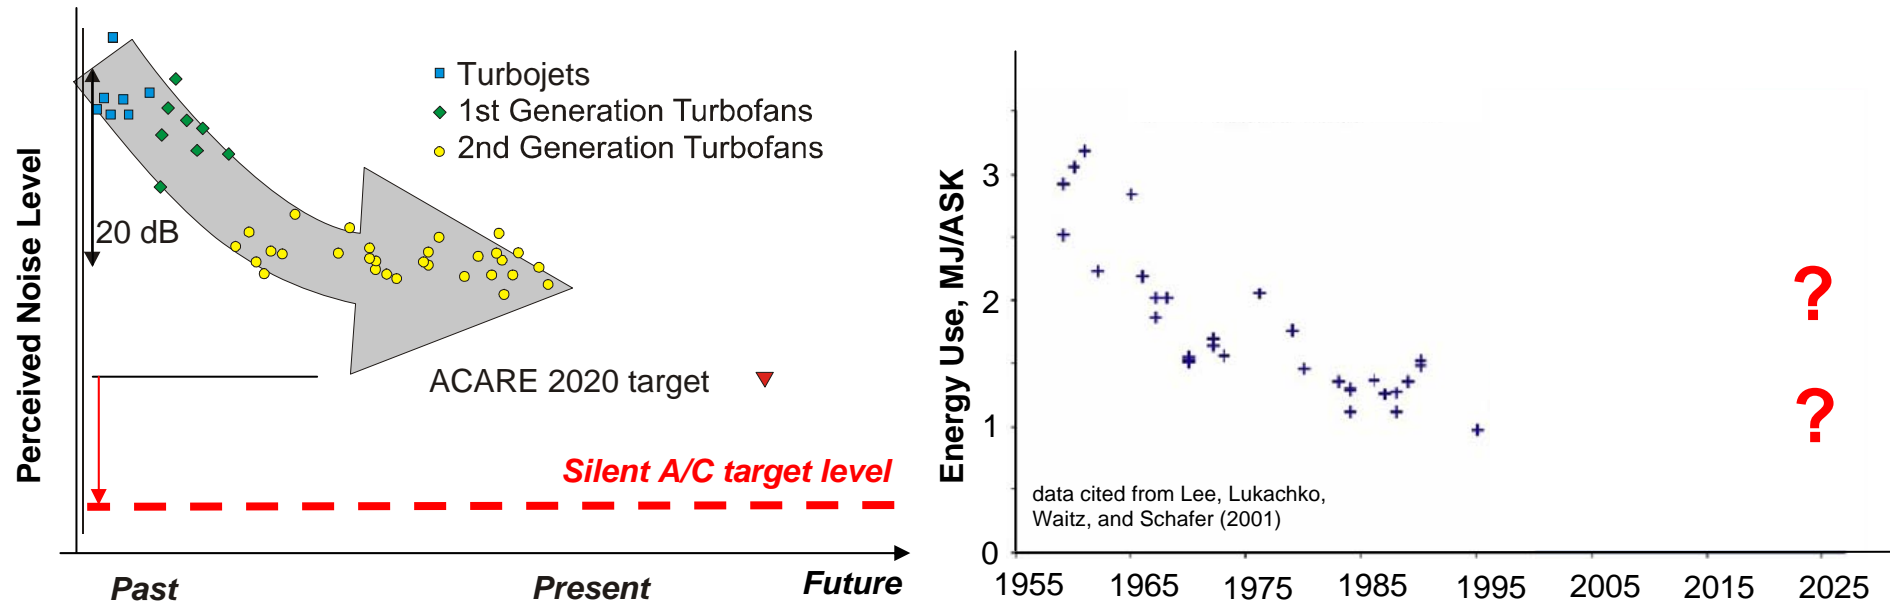 Perceived Noise Level
Turbojets
1st Generation Turbofans
2nd Generation Turbofans
20 dB
ACARE 2020 target
Silent A/C target level
Past
Present
Future
Energy Use, MJ/ASK
3
2
1
0
?
?
data cited from Lee, Lukachko,
Waitz, and Schafer (2001)
1955 1965 1975 1985 1995 2005 2015 2025